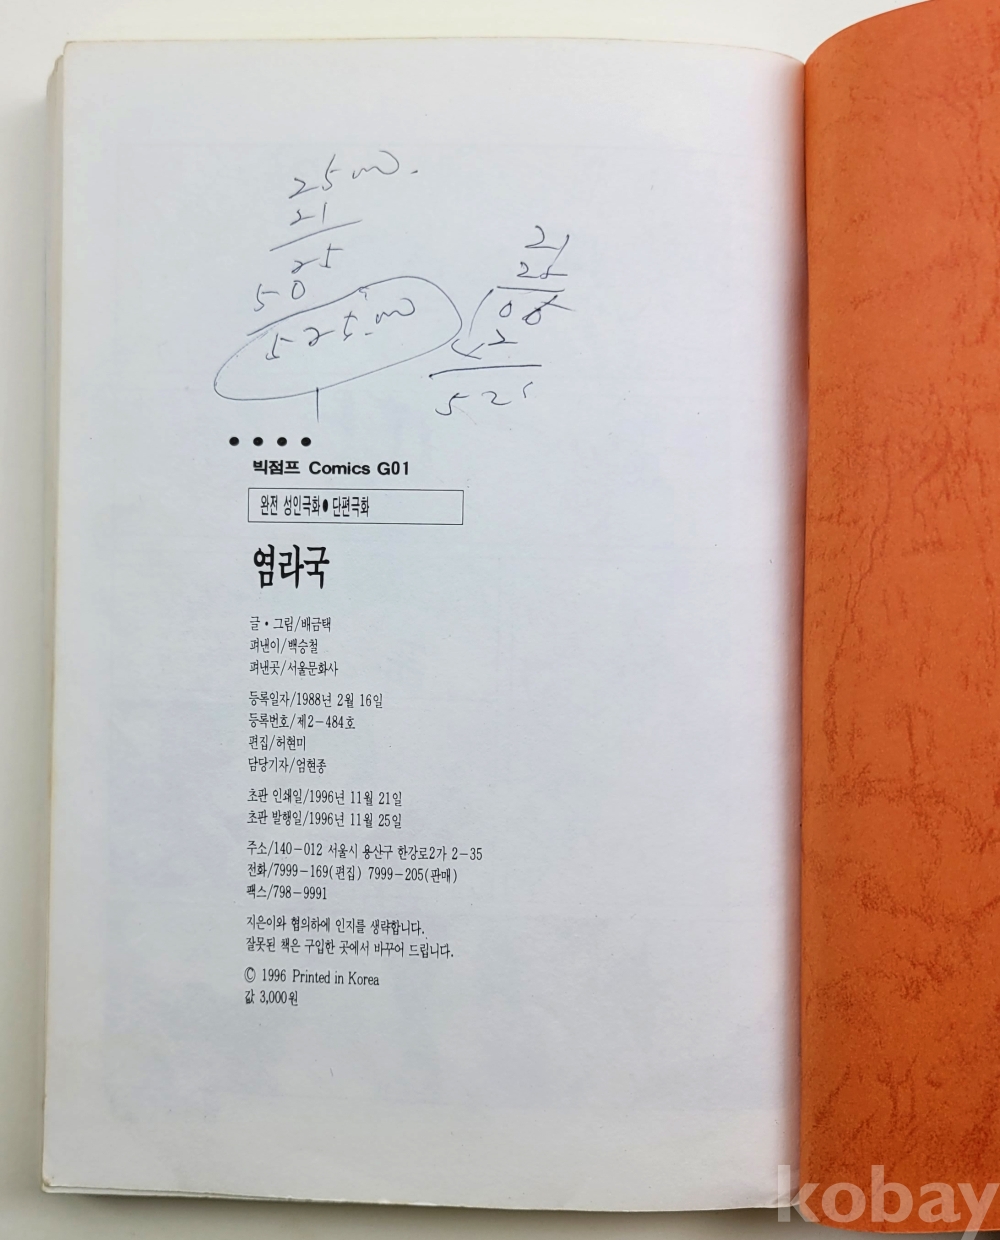 25m.
21
25
50
525.m
21
25
2
525
빅점프 Comics G01
완전 성인극화●단편극화
염라국
글·그림/배금택
펴낸이/백승철
펴낸곳/서울문화사
등록일자/1988년 2월 16일
등록번호/제2-484호
편집/허현미
담당기자/엄현종
초판 인쇄일/1996년 11월 21일
초판 발행일/1996년 11월 25일
주소/140-012 서울시 용산구 한강로2가 2-35
전화/7999-169(편집) 7999-205(판매)
팩스/798-9991
지은이와 협의하에 인지를 생략합니다.
잘못된 책은 구입한 곳에서 바꾸어 드립니다.
© 1996 Printed in Korea
값 3,000원
kobay